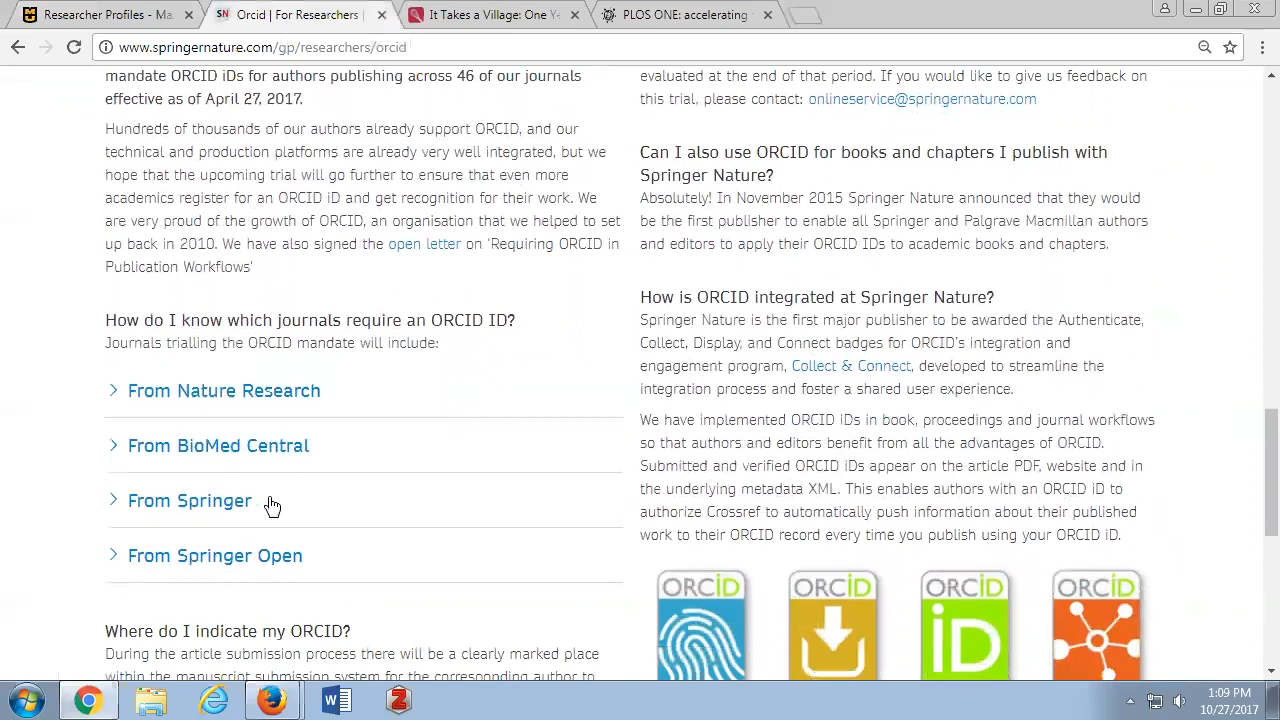 Researcher Profiles - Ma
Orcid | For Researchers |
It Takes a Village: One Y
PLOS ONE: accelerating
www.springernature.com/gp/researchers/orcid
mandate ORCID iDs for authors publishing across 46 of our journals
effective as of April 27, 2017.
Hundreds of thousands of our authors already support ORCID, and our
technical and production platforms are already very well integrated, but we
hope that the upcoming trial will go further to ensure that even more
academics register for an ORCID iD and get recognition for their work. We
are very proud of the growth of ORCID, an organisation that we helped to set
up back in 2010. We have also signed the open letter on 'Requiring ORCID in
Publication Workflows'
How do I know which journals require an ORCID ID?
Journals trialling the ORCID mandate will include:
From Nature Research
From BioMed Central
From Springer
From Springer Open
Where do I indicate my ORCID?
During the article submission process there will be a clearly marked place
within the manuscript submission system for the corresponding author to
evaluated at the end of that period. If you would like to give us feedback on
this trial, please contact: onlineservice@springernature.com
Can I also use ORCID for books and chapters I publish with
Springer Nature?
Absolutely! In November 2015 Springer Nature announced that they would
be the first publisher to enable all Springer and Palgrave Macmillan authors
and editors to apply their ORCID IDs to academic books and chapters.
How is ORCID integrated at Springer Nature?
Springer Nature is the first major publisher to be awarded the Authenticate,
Collect, Display, and Connect badges for ORCID's integration and
engagement program, Collect & Connect, developed to streamline the
integration process and foster a shared user experience.
We have implemented ORCID iDs in book, proceedings and journal workflows
so that authors and editors benefit from all the advantages of ORCID.
Submitted and verified ORCID iDs appear on the article PDF, website and in
the underlying metadata XML. This enables authors with an ORCID iD to
authorize Crossref to automatically push information about their published
work to their ORCID record every time you publish using your ORCID iD.
ORCID ORCID ORCID ORCID
iD
1:09 PM
10/27/2017